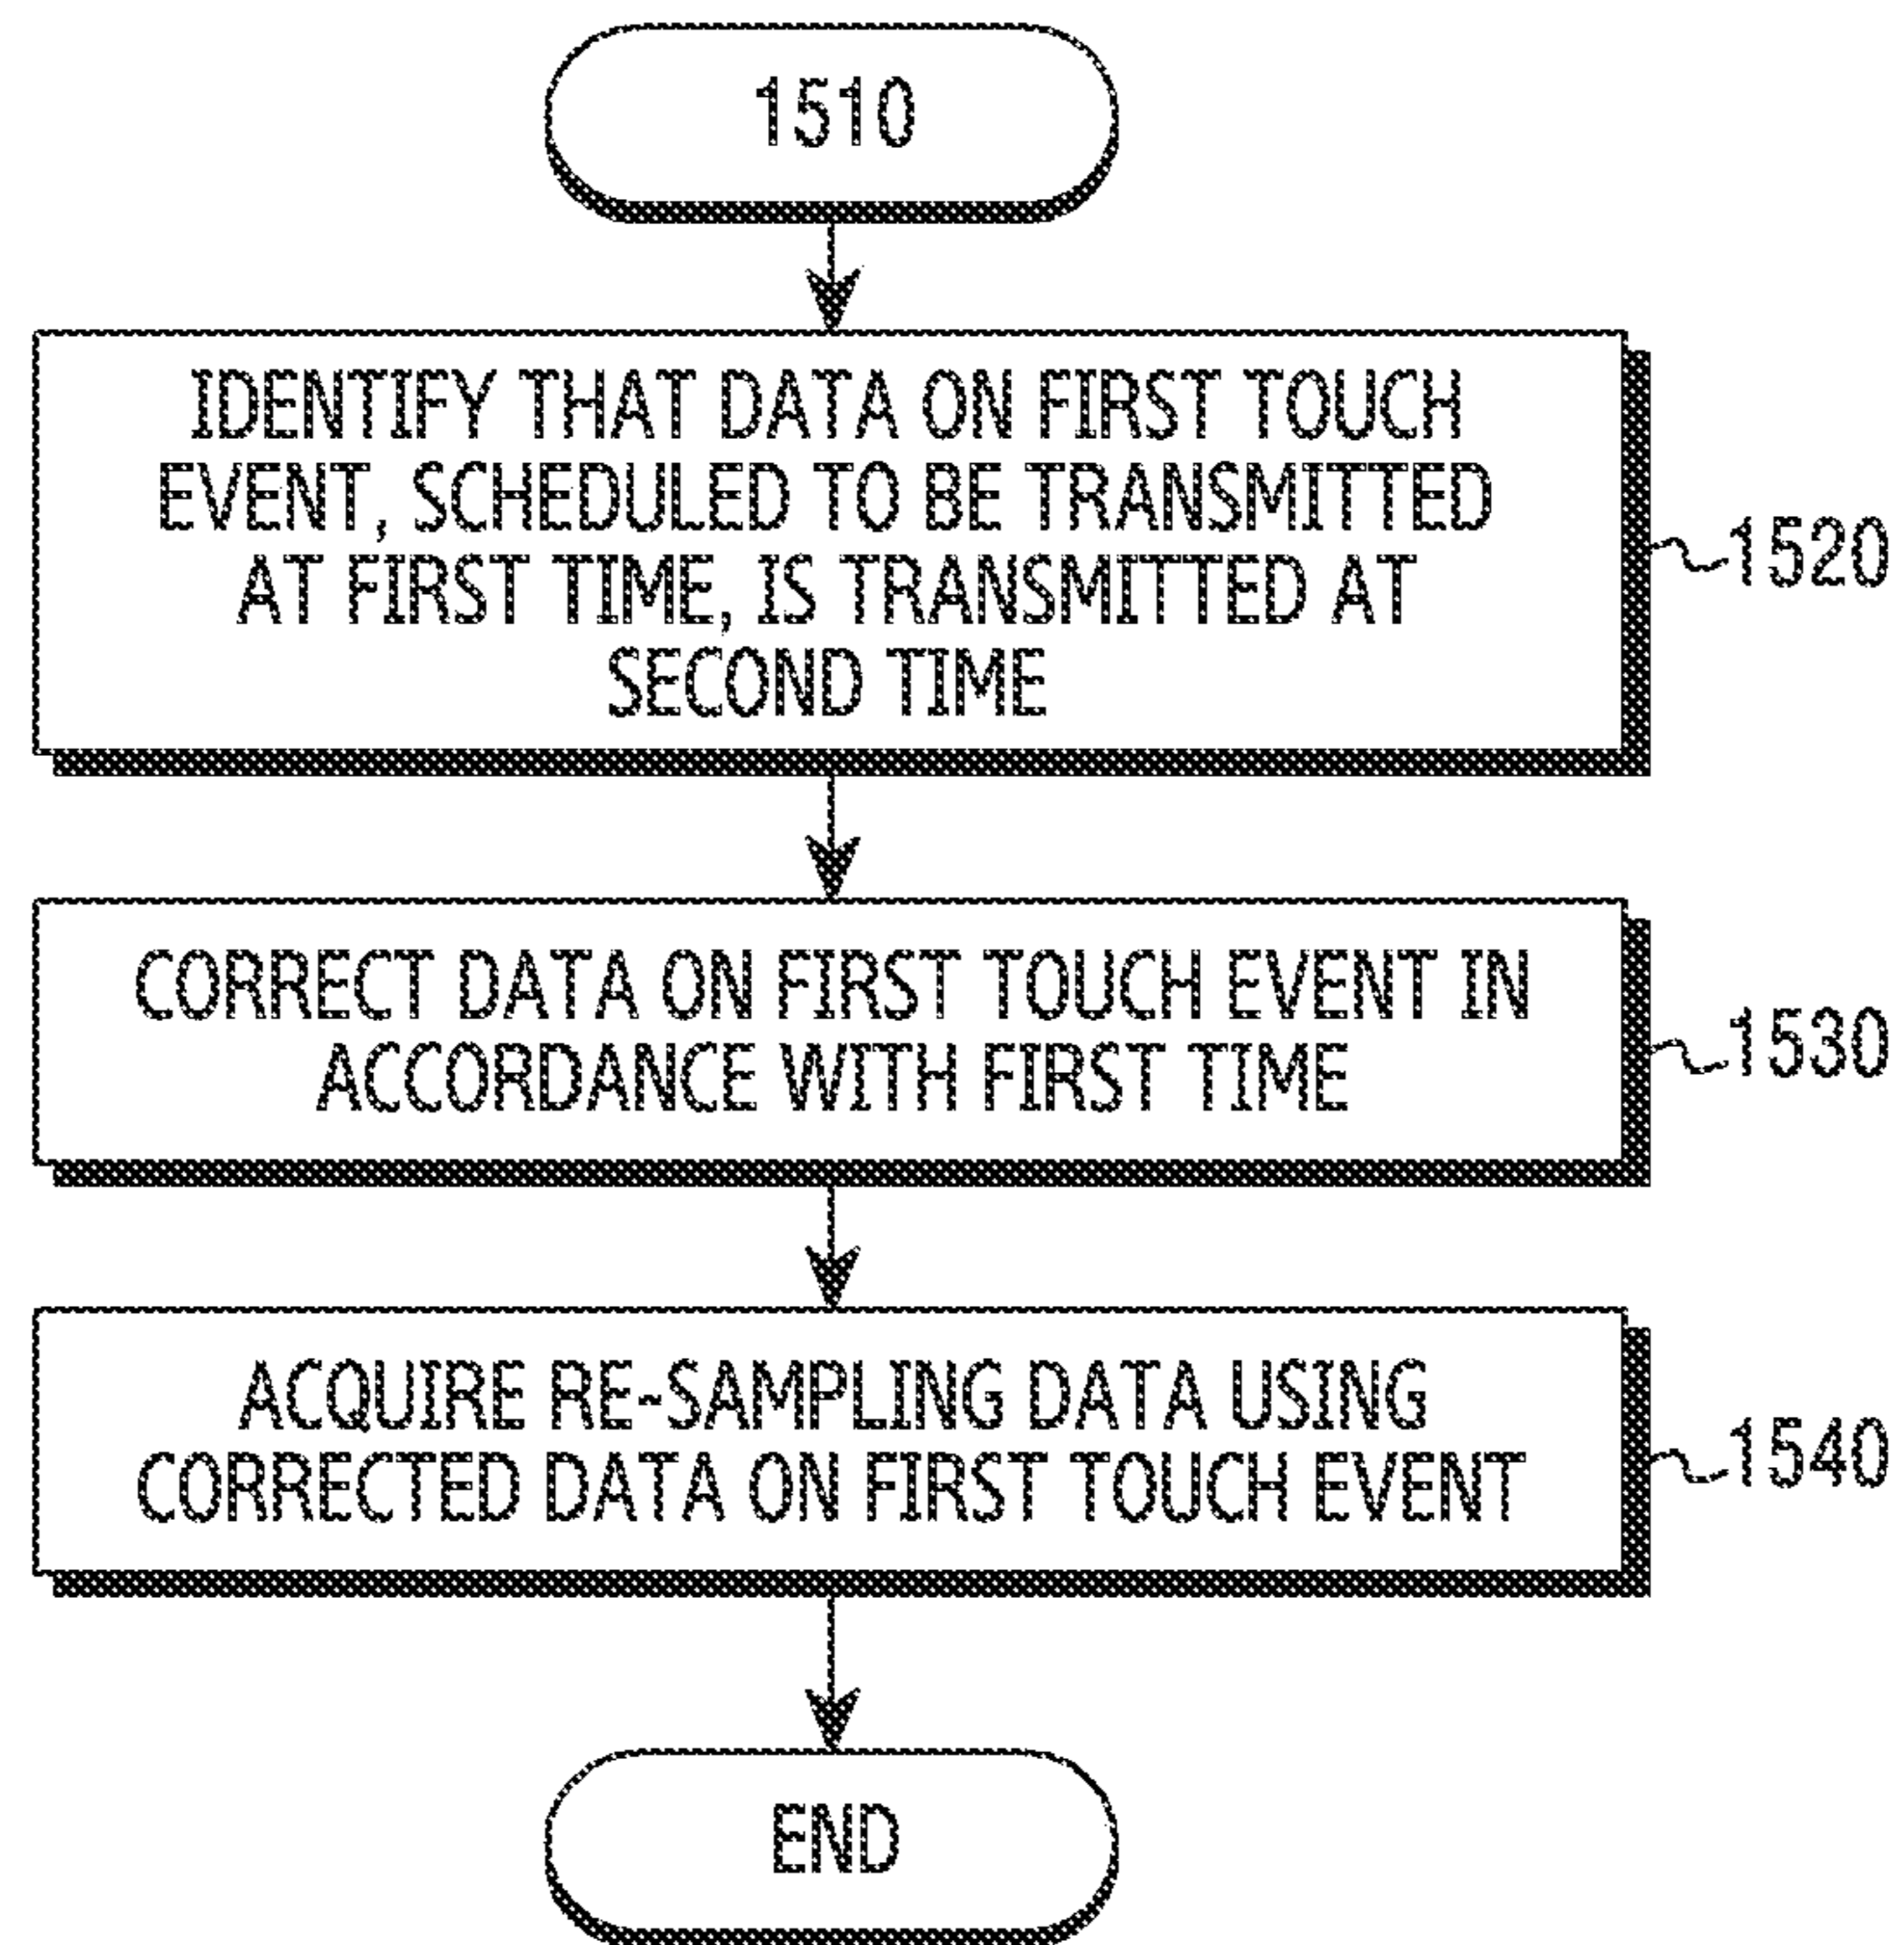 1510
IDENTIFY THAT DATA ON FIRST TOUCH
EVENT, SCHEDULED TO BE TRANSMITTED
AT FIRST TIME, IS TRANSMITTED AT
SECOND TIME
1520
CORRECT DATA ON FIRST TOUCH EVENT IN
ACCORDANCE WITH FIRST TIME
1530
ACQUIRE RE-SAMPLING DATA USING
CORRECTED DATA ON FIRST TOUCH EVENT
1540
END